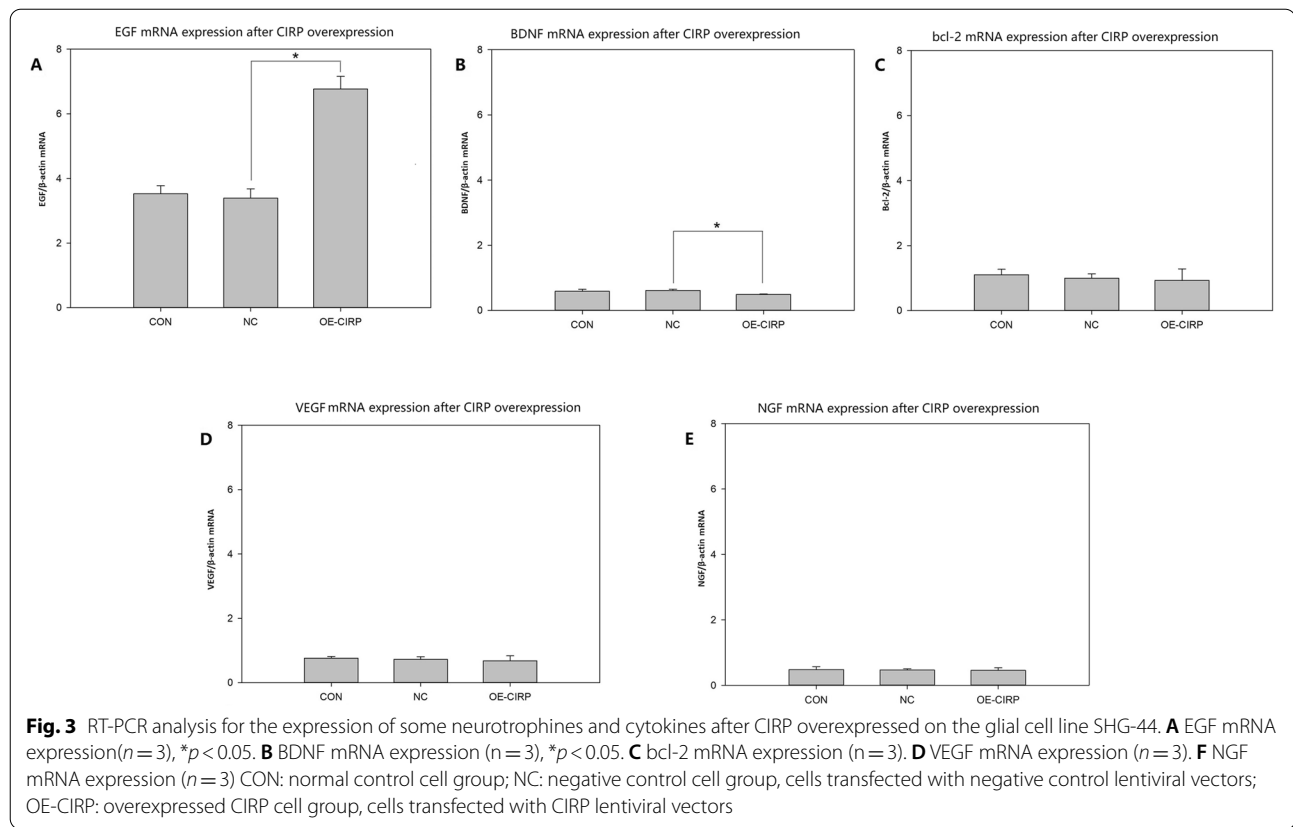 EGF mRNA expression after CIRP overexpression
A
8
6
4
2
0
EGF/β-actin mRNA
*
CON NC OE-CIRP
BDNF mRNA expression after CIRP overexpression
B
8
6
4
2
0
BDNF/β-actin mRNA
*
CON NC OE-CIRP
bcl-2 mRNA expression after CIRP overexpression
C
8
6
4
2
0
Bcl-2/β-actin mRNA
CON NC OE-CIRP
VEGF mRNA expression after CIRP overexpression
D
8
6
4
2
0
VEGF/β-actin mRNA
CON NC OE-CIRP
NGF mRNA expression after CIRP overexpression
E
8
6
4
2
0
NGF/β-actin mRNA
CON NC OE-CIRP
Fig. 3 RT-PCR analysis for the expression of some neurotrophines and cytokines after CIRP overexpressed on the glial cell line SHG-44. A EGF mRNA
expression(n = 3), *p < 0.05. B BDNF mRNA expression (n = 3), *p < 0.05. C bcl-2 mRNA expression (n = 3). D VEGF mRNA expression (n = 3). F NGF
mRNA expression (n = 3) CON: normal control cell group; NC: negative control cell group, cells transfected with negative control lentiviral vectors;
OE-CIRP: overexpressed CIRP cell group, cells transfected with CIRP lentiviral vectors